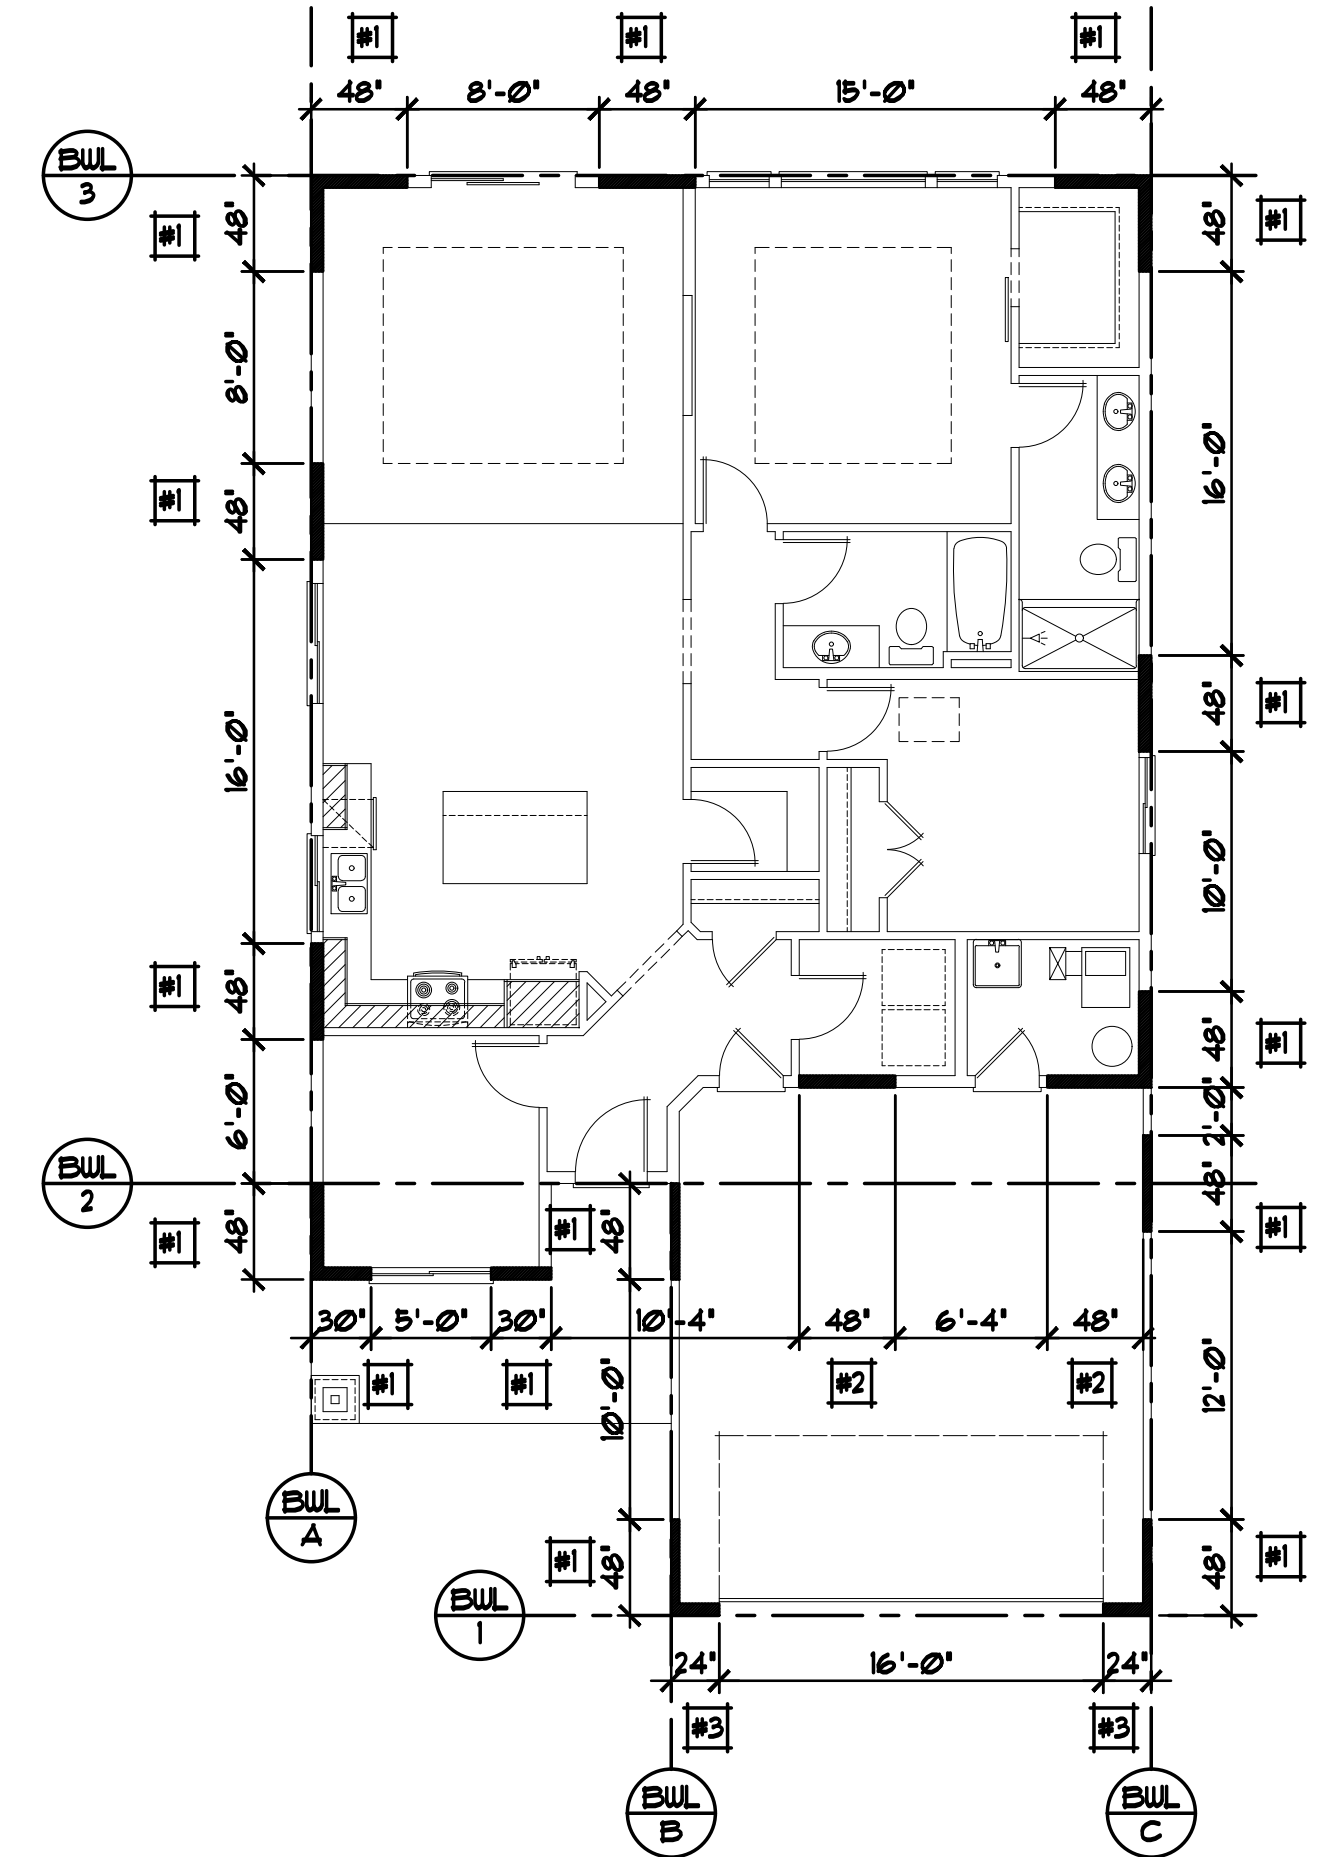 #1 #1 #1
48" 8'-0" 48" 15'-0" 48"
BWL
3
#1 48" 48" #1
8'-0"
16'-0"
#1 48"
48" #1
16'-0"
10'-0"
#1 48"
48" #1
6'-0" 2'-0"
BWL
2
48" #1
#1 48" #1 48"
30" 5'-0" 30" 10'-4" 48" 6'-4" 48"
#1 #1 #2 #2
10'-0" 12'-0"
BWL
A
#1 48" 48" #1
BWL
1
24" 16'-0" 24"
#3 #3
BWL
B
BWL
C